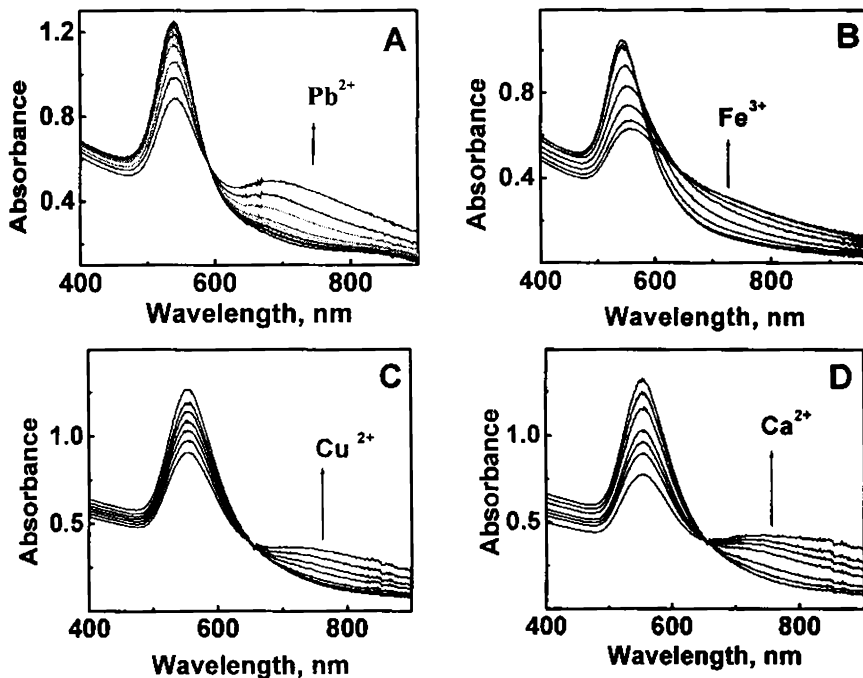 A
Absorbance
1.2
0.8
0.4
Pb2+
400 500 600 700 800
Wavelength, nm
B
Absorbance
0.8
0.4
Fe3+
400 600 800
Wavelength, nm
C
Absorbance
1.0
0.5
Cu 2+
400 600 800
Wavelength, nm
D
Absorbance
1.0
0.5
Ca2+
400 600 800
Wavelength, nm